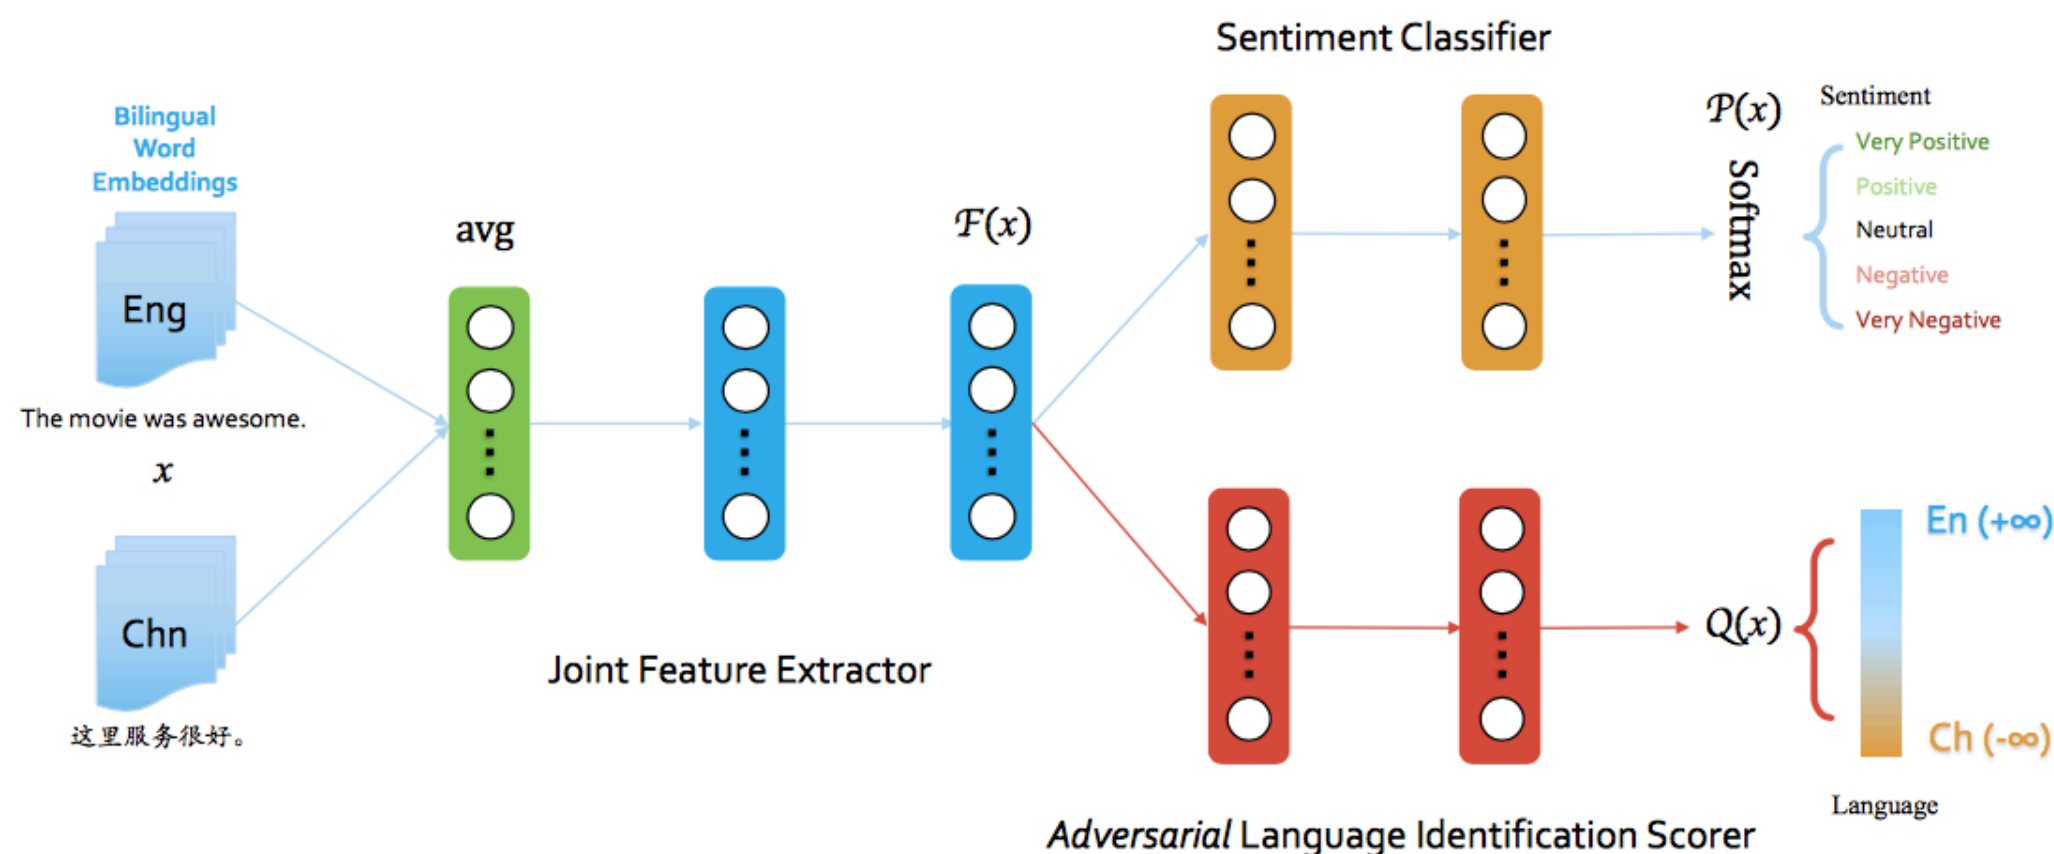 Sentiment Classifier
Bilingual
Word
Embeddings
Eng
The movie was awesome.
x
Chn
这里服务很好。
avg
F(x)
Joint Feature Extractor
P(x)
Softmax
Sentiment
Very Positive
Positive
Neutral
Negative
Very Negative
Q(x)
En (+∞)
Ch (-∞)
Language
Adversarial Language Identification Scorer